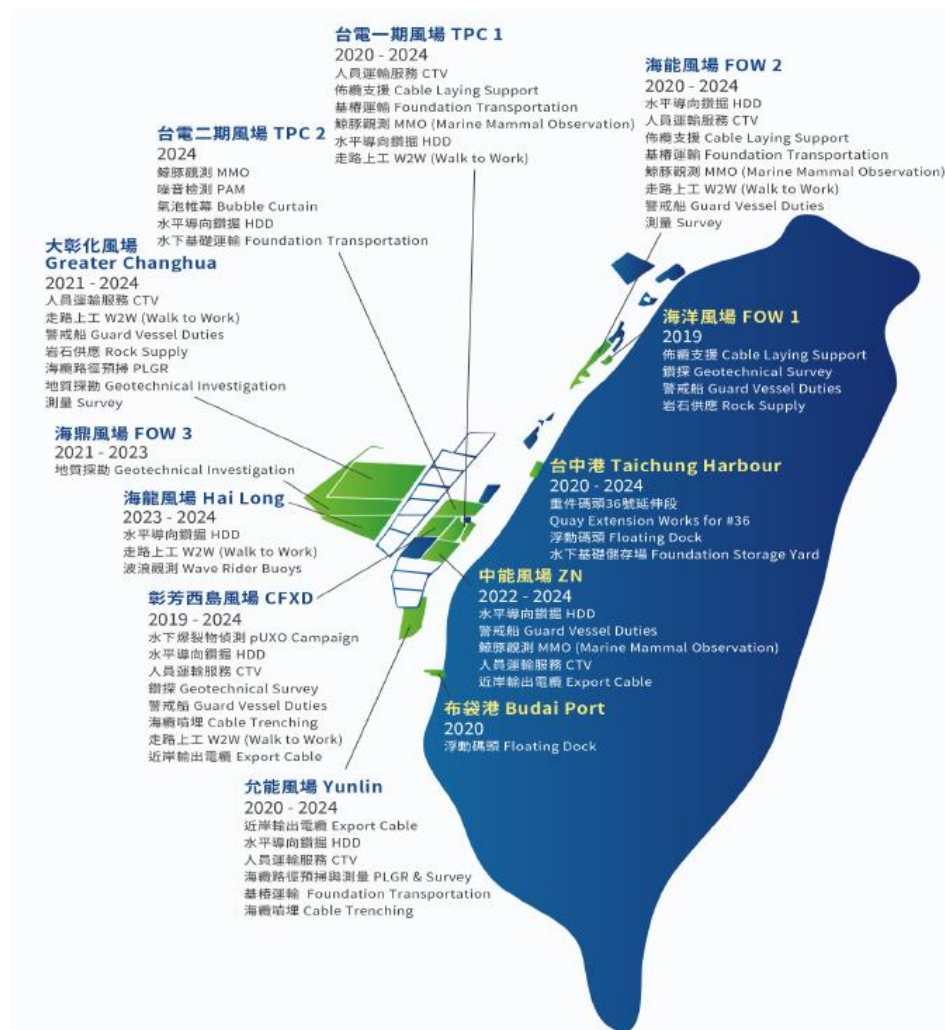 台電一期風場 TPC 1
2020 - 2024
人員運輸服務 CTV
佈纜支援 Cable Laying Support
基樁運輸 Foundation Transportation
鯨豚觀測 MMO (Marine Mammal Observation)
水平導向鑽掘 HDD
走路上工 W2W (Walk to Work)
海能風場 FOW 2
2020 - 2024
水平導向鑽掘 HDD
人員運輸服務 CTV
佈纜支援 Cable Laying Support
基樁運輸 Foundation Transportation
鯨豚觀測 MMO (Marine Mammal Observation)
走路上工 W2W (Walk to Work)
警戒船 Guard Vessel Duties
測量 Survey
台電二期風場 TPC 2
2024
鯨豚觀測 MMO
噪音檢測 PAM
氣泡帷幕 Bubble Curtain
水平導向鑽掘 HDD
水下基礎運輸 Foundation Transportation
大彰化風場
Greater Changhua
2021 - 2024
人員運輸服務 CTV
走路上工 W2W (Walk to Work)
警戒船 Guard Vessel Duties
岩石供應 Rock Supply
海纜路徑預掃 PLGR
地質探勘 Geotechnical Investigation
測量 Survey
海洋風場 FOW 1
2019
佈纜支援 Cable Laying Support
鑽探 Geotechnical Survey
警戒船 Guard Vessel Duties
岩石供應 Rock Supply
海鼎風場 FOW 3
2021 - 2023
地質探勘 Geotechnical Investigation
台中港 Taichung Harbour
2020 - 2024
重件碼頭36號延伸段
Quay Extension Works for #36
浮動碼頭 Floating Dock
水下基礎儲存場 Foundation Storage Yard
海龍風場 Hai Long
2023 - 2024
水平導向鑽掘 HDD
走路上工 W2W (Walk to Work)
波浪觀測 Wave Rider Buoys
中能風場 ZN
2022 - 2024
水平導向鑽掘 HDD
警戒船 Guard Vessel Duties
鯨豚觀測 MMO (Marine Mammal Observation)
人員運輸服務 CTV
近岸輸出電纜 Export Cable
彰芳西島風場 CFXD
2019 - 2024
水下爆裂物偵測 pUXO Campaign
水平導向鑽掘 HDD
人員運輸服務 CTV
鑽探 Geotechnical Survey
警戒船 Guard Vessel Duties
海纜噴埋 Cable Trenching
走路上工 W2W (Walk to Work)
近岸輸出電纜 Export Cable
布袋港 Budai Port
2020
浮動碼頭 Floating Dock
允能風場 Yunlin
2020 - 2024
近岸輸出電纜 Export Cable
水平導向鑽掘 HDD
人員運輸服務 CTV
海纜路徑預掃與測量 PLGR & Survey
基樁運輸 Foundation Transportation
海纜噴埋 Cable Trenching